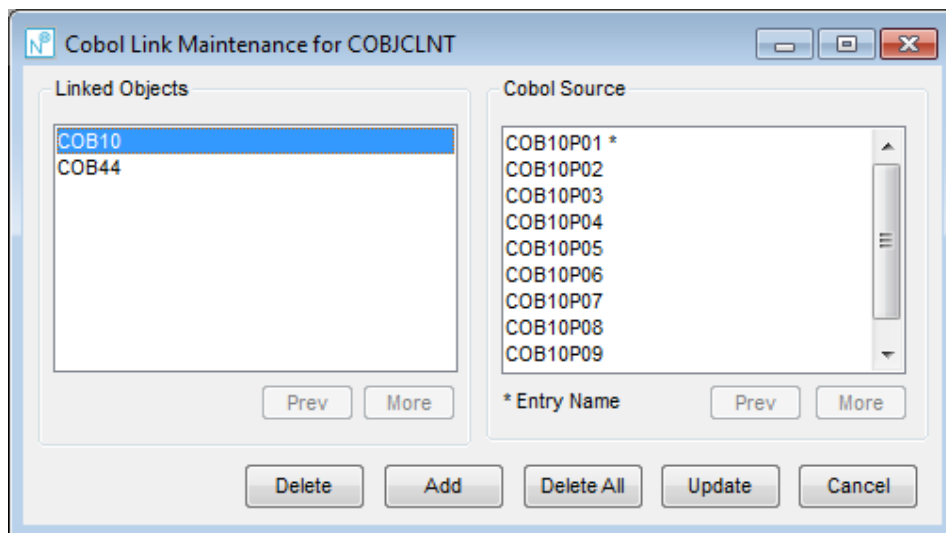 Cobol Link Maintenance for COBJCLNT
Linked Objects
COB10
COB44
Prev More
Cobol Source
COB10P01 *
COB10P02
COB10P03
COB10P04
COB10P05
COB10P06
COB10P07
COB10P08
COB10P09
* Entry Name Prev More
Delete Add Delete All Update Cancel